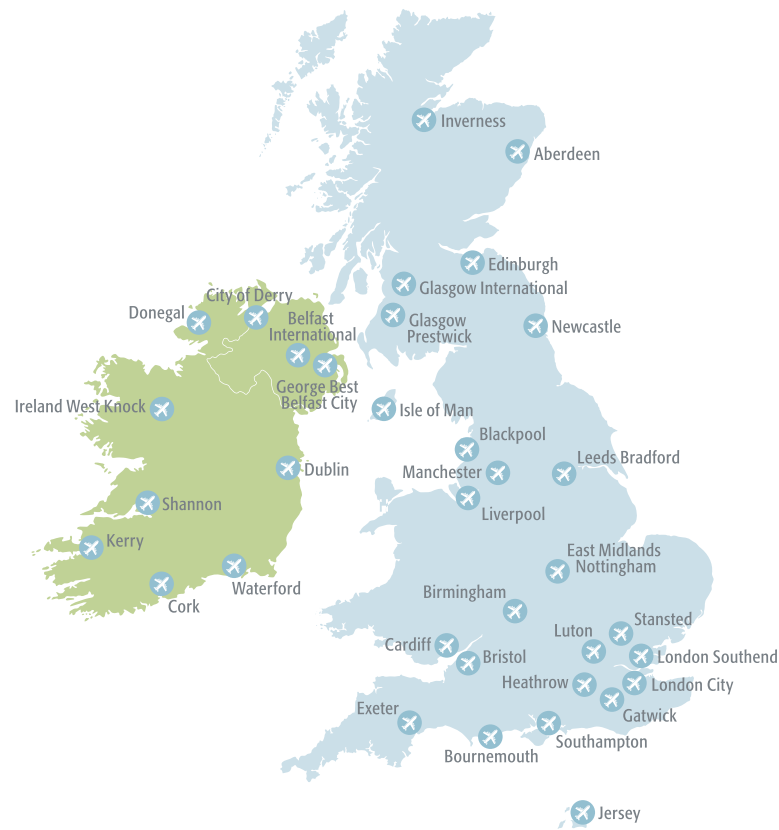 Inverness
Aberdeen
Edinburgh
Glasgow International
City of Derry
Donegal
Belfast
International
Glasgow
Prestwick
Newcastle
George Best
Belfast City
Ireland West Knock
Isle of Man
Blackpool
Leeds Bradford
Manchester
Dublin
Shannon
Liverpool
Kerry
East Midlands
Nottingham
Waterford
Cork
Birmingham
Stansted
Luton
Cardiff
Bristol
London Southend
Heathrow
London City
Exeter
Gatwick
Southampton
Bournemouth
Jersey